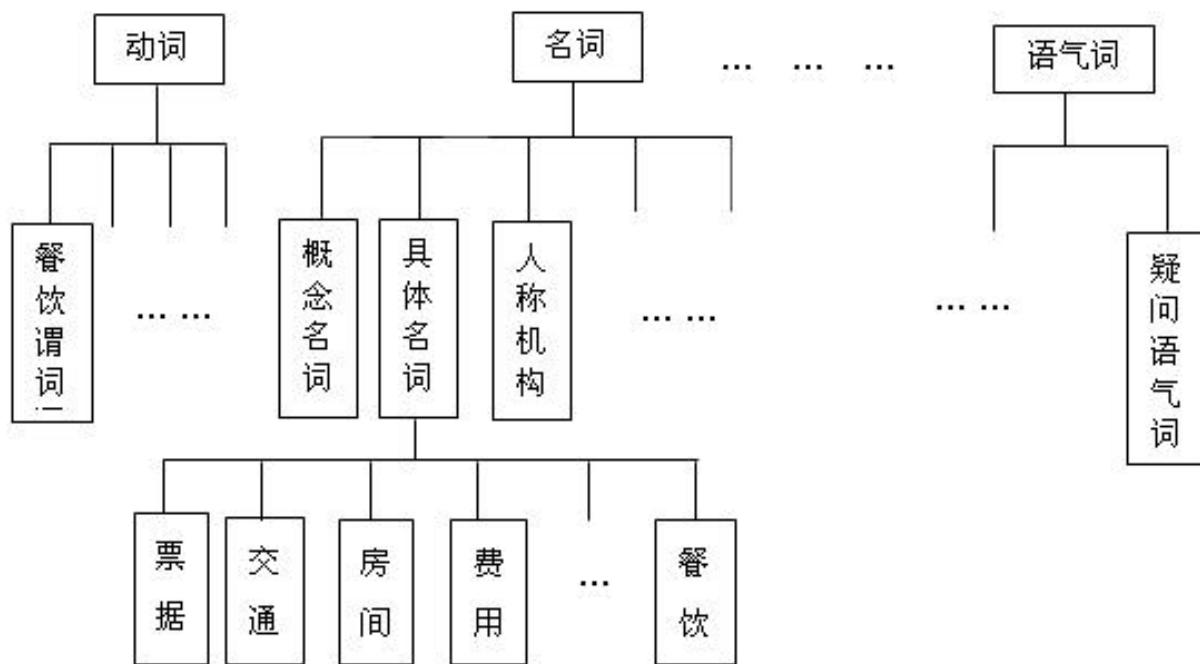 动词
名词
… … …
语气词
餐饮谓词
… …
概念名词
具体名词
人称机构
… …
… …
疑问语气词
票据
交通
房间
费用
…
餐饮